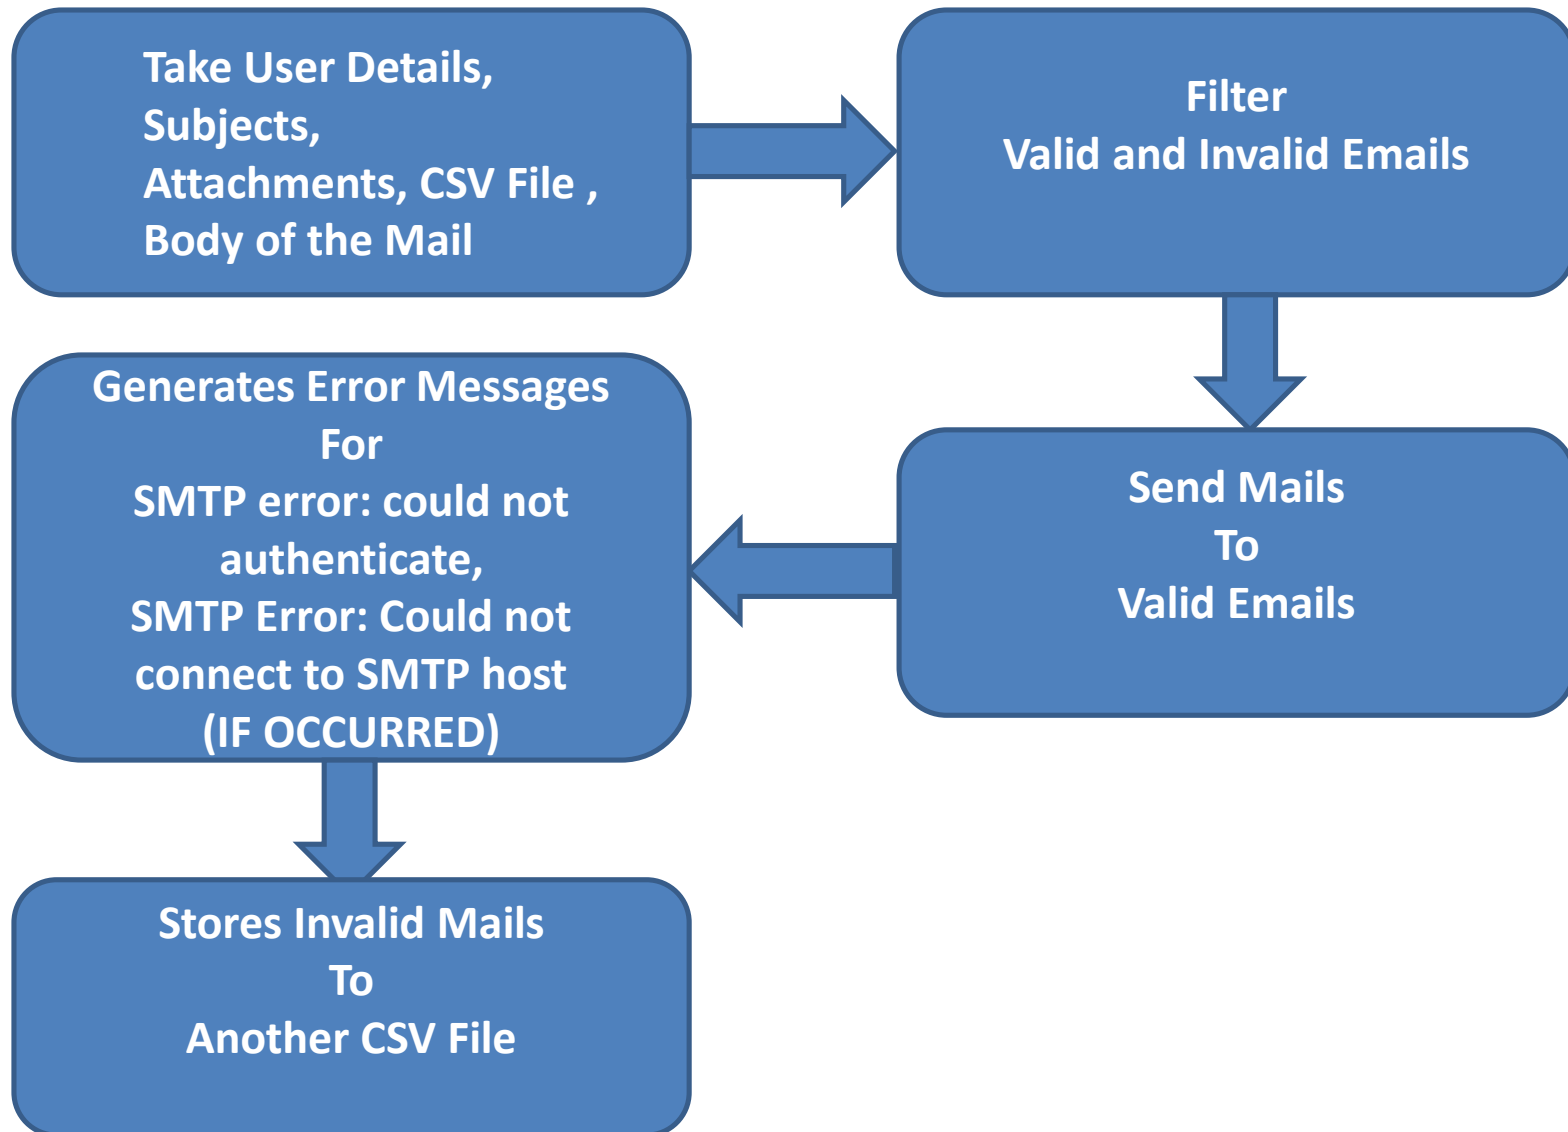 Take User Details,
Subjects,
Attachments, CSV File ,
Body of the Mail
Filter
Valid and Invalid Emails
Send Mails
To
Valid Emails
Generates Error Messages
For
SMTP error: could not
authenticate,
SMTP Error: Could not
connect to SMTP host
(IF OCCURRED)
Stores Invalid Mails
To
Another CSV File